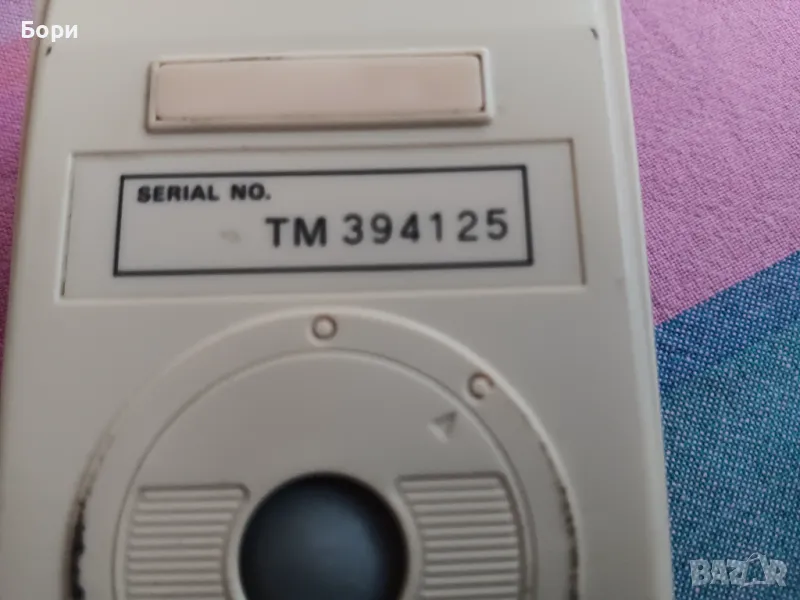 Бори
SERIAL NO.
TM 394125
O
C
BAZAR